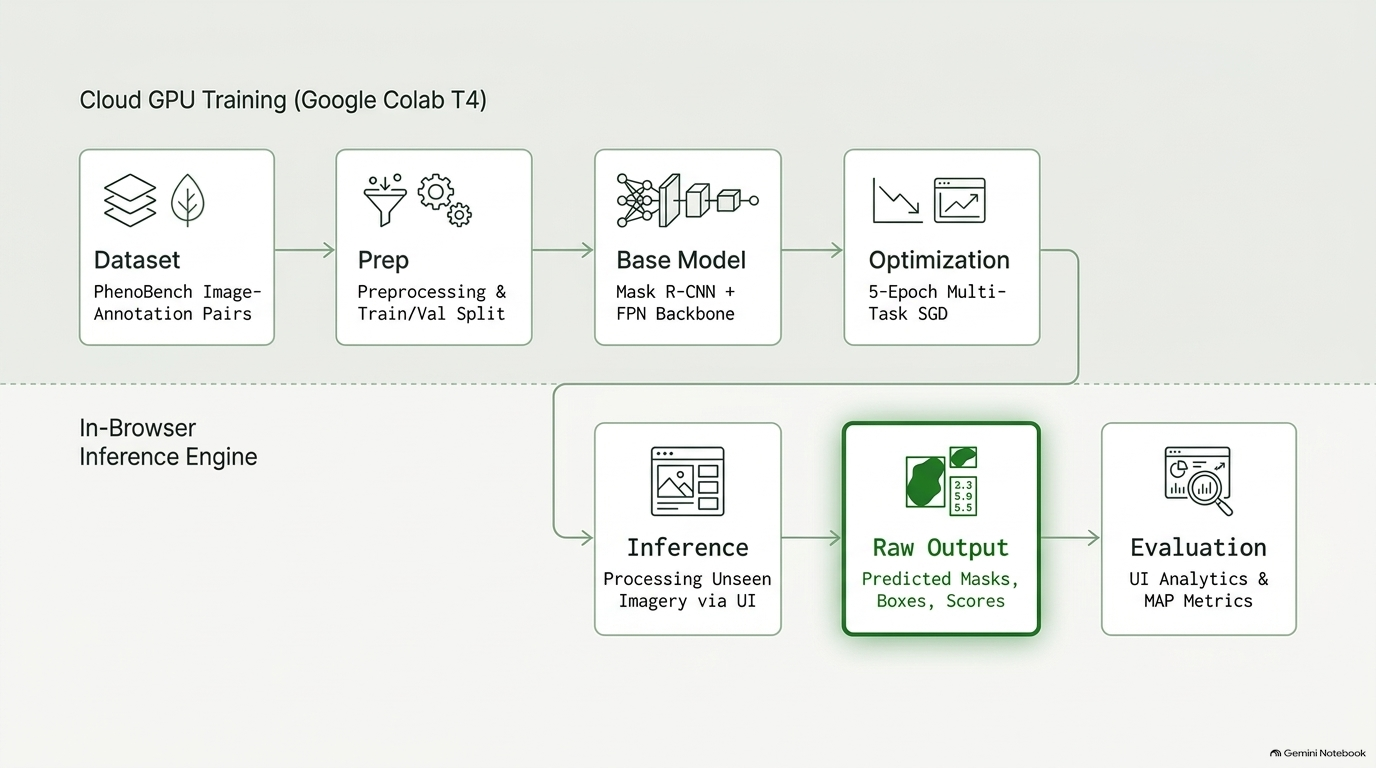 Cloud GPU Training (Google Colab T4)
Dataset
PhenoBench Image-
Annotation Pairs
Prep
Preprocessing &
Train/Val Split
Base Model
Mask R-CNN +
FPN Backbone
Optimization
5-Epoch Multi-
Task SGD
In-Browser
Inference Engine
Inference
Processing Unseen
Imagery via UI
2.3
5.9
5.5
Raw Output
Predicted Masks,
Boxes, Scores
Evaluation
UI Analytics &
MAP Metrics
Gemini Notebook